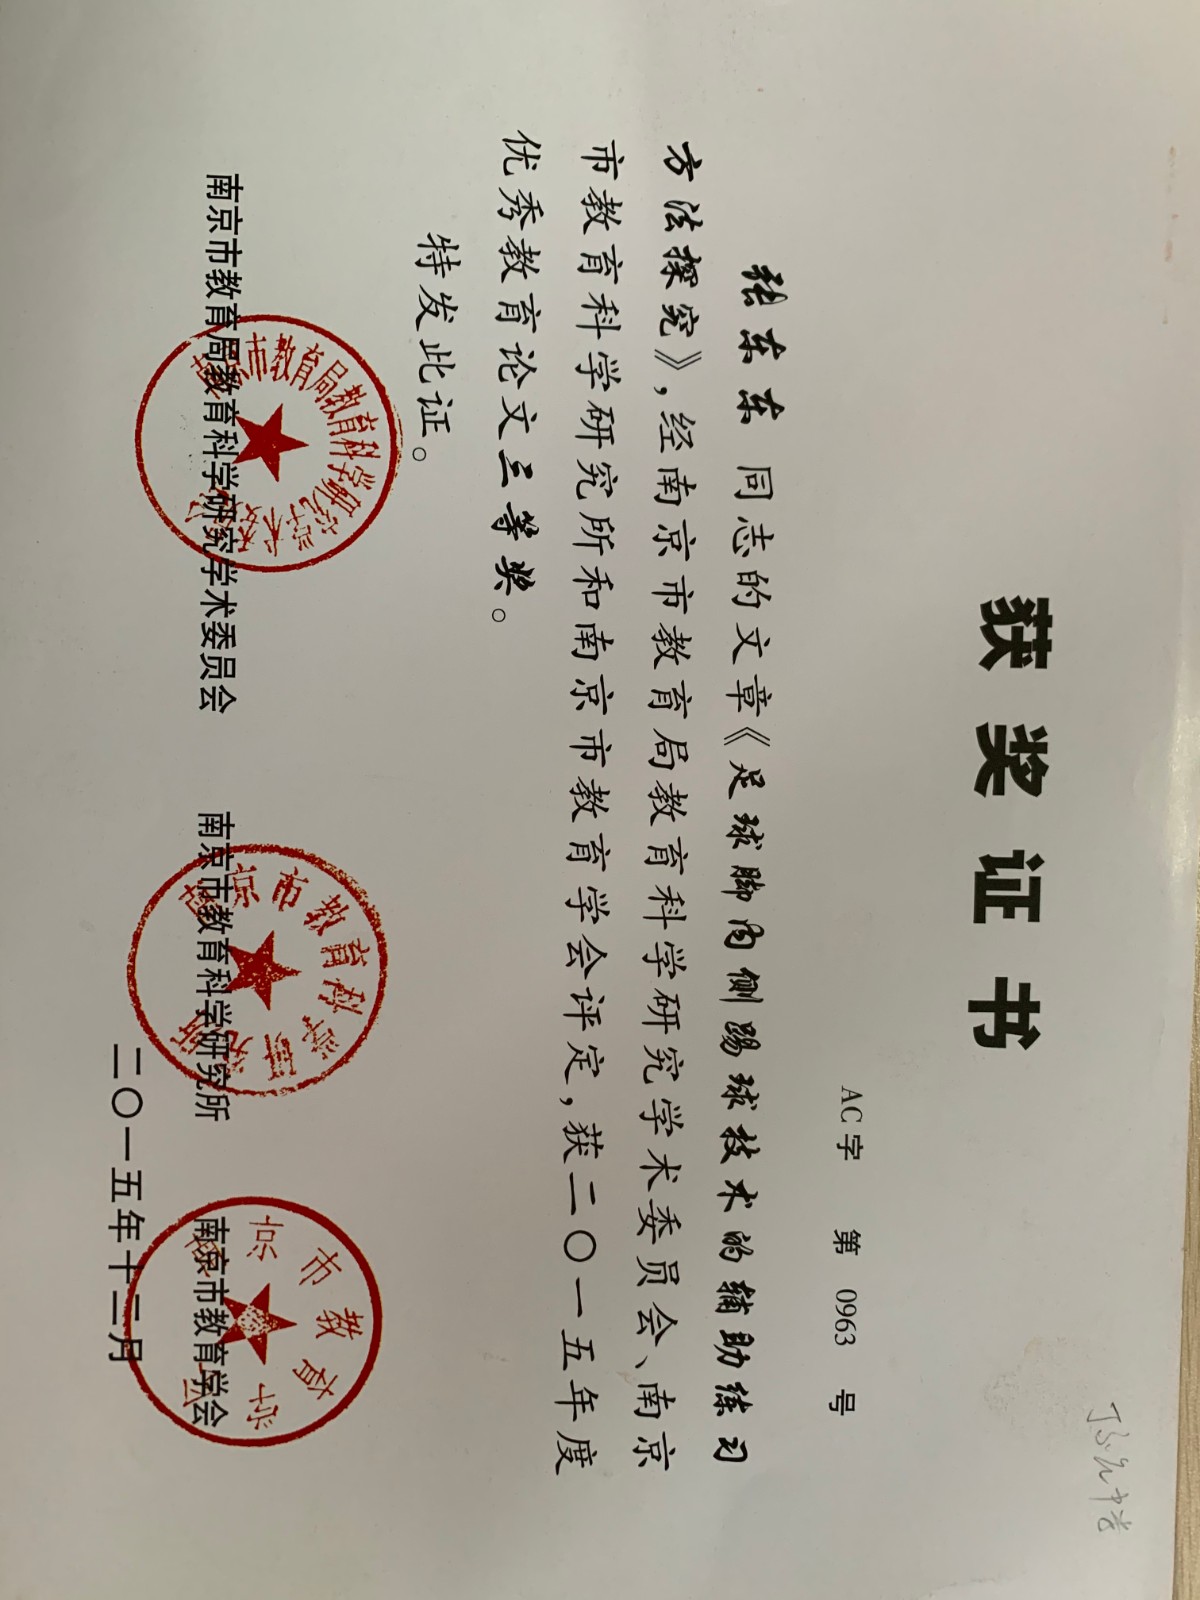 获奖证书
AC字 第 0963 号
张东东 同志的文章《足球脚内侧踢球技术的辅助练习
方法探究》，经南京市教育局教育科学研究学术委员会、南京
市教育科学研究所和南京市教育学会评定，获二〇一五年度
优秀教育论文三等奖。
特发此证。
南京市教育局教育科学研究学术委员会 南京市教育科学研究所 南京市教育学会
二〇一五年十二月